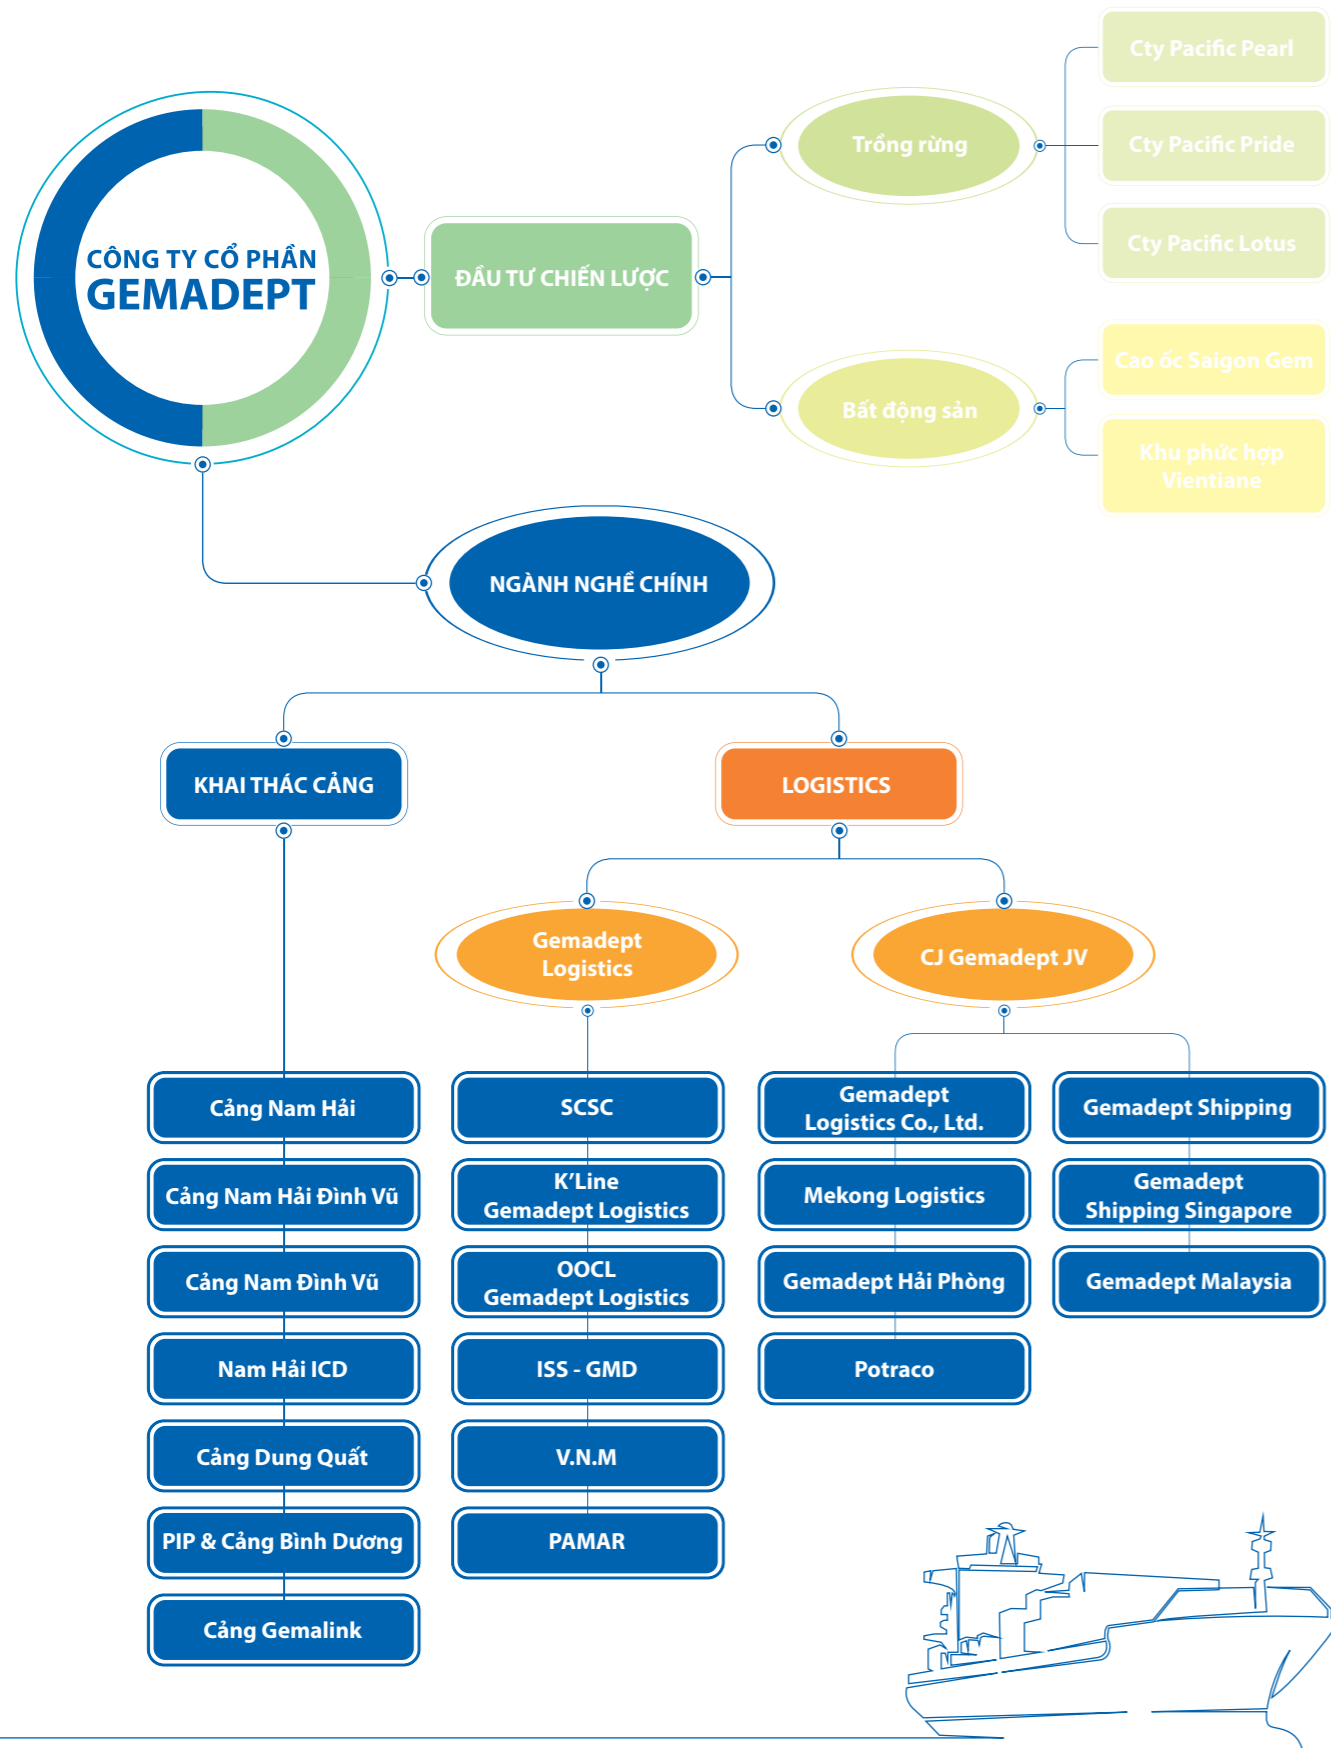 CÔNG TY CỔ PHẦN
GEMADEPT
ĐẦU TƯ CHIẾN LƯỢC
Trồng rừng
Cty Pacific Pearl
Cty Pacific Pride
Cty Pacific Lotus
Bất động sản
Cao ốc Saigon Gem
Khu phức hợp
Vientiane
NGÀNH NGHỀ CHÍNH
KHAI THÁC CẢNG
LOGISTICS
Gemadept
Logistics
CJ Gemadept JV
Cảng Nam Hải
Cảng Nam Hải Đình Vũ
Cảng Nam Đình Vũ
Nam Hải ICD
Cảng Dung Quất
PIP & Cảng Bình Dương
Cảng Gemalink
SCSC
K’Line
Gemadept Logistics
OOCL
Gemadept Logistics
ISS - GMD
V.N.M
PAMAR
Gemadept
Logistics Co., Ltd.
Mekong Logistics
Gemadept Hải Phòng
Potraco
Gemadept Shipping
Gemadept
Shipping Singapore
Gemadept Malaysia